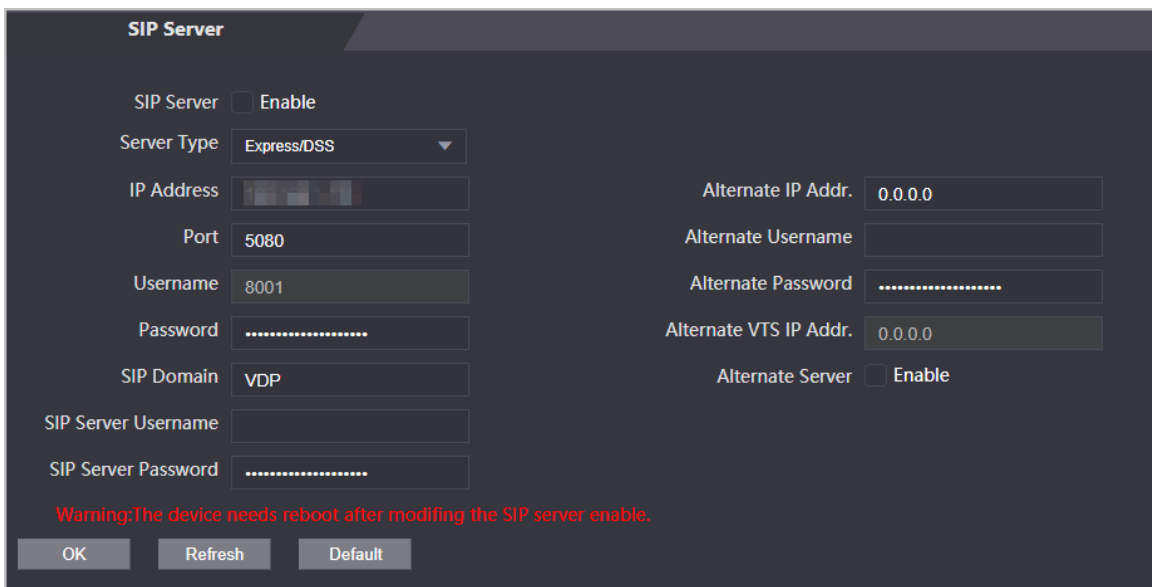 SIP Server
SIP Server Enable
Server Type Express/DSS
IP Address
Alternate IP Addr. 0.0.0.0
Port 5080
Alternate Username
Username 8001
Alternate Password ••••••••••••••••••••
Password ••••••••••••••••••••
Alternate VTS IP Addr. 0.0.0.0
SIP Domain VDP
Alternate Server Enable
SIP Server Username
SIP Server Password ••••••••••••••••••••
Warning:The device needs reboot after modifing the SIP server enable.
OK Refresh Default